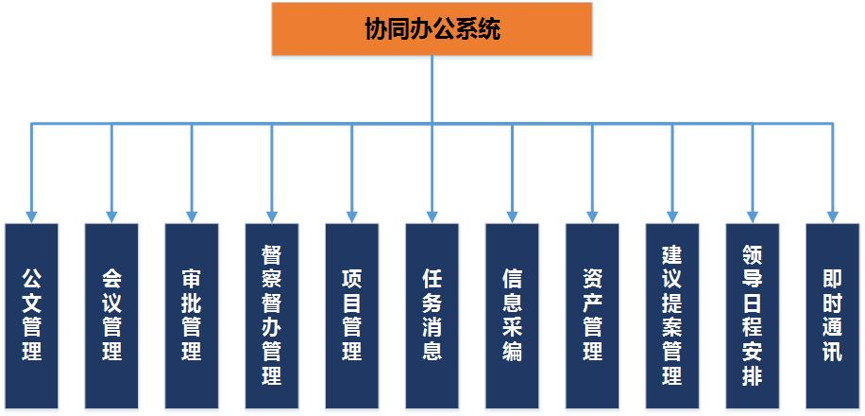 协同办公系统
公文管理
会议管理
审批管理
督察督办管理
项目管理
任务消息
信息采编
资产管理
建议提案管理
领导日程安排
即时通讯